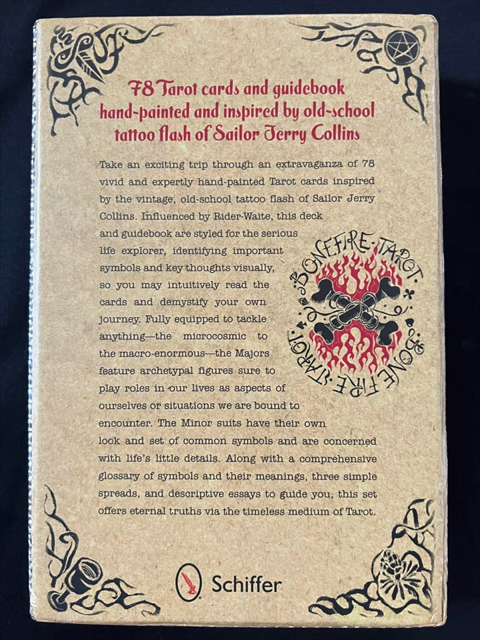 78 Tarot cards and guidebook
hand-painted and inspired by old-school
tattoo flash of Sailor Jerry Collins
Take an exciting trip through an extravaganza of 78
vivid and expertly hand-painted Tarot cards inspired
by the vintage, old-school tattoo flash of Sailor Jerry
Collins. Influenced by Rider-Waite, this deck
and guidebook are styled for the serious
life explorer, identifying important
symbols and key thoughts visually,
so you may intuitively read the
cards and demystify your own
journey. Fully equipped to tackle
anything—the microcosmic to
the macro-enormous—the Majors
feature archetypal figures sure to
play roles in our lives as aspects of
ourselves or situations we are bound to
encounter. The Minor suits have their own
look and set of common symbols and are concerned
with life's little details. Along with a comprehensive
glossary of symbols and their meanings, three simple
spreads, and descriptive essays to guide you, this set
offers eternal truths via the timeless medium of Tarot.
BONEFIRE·TAROT·
BONEFIRE·TAROT·
Schiffer